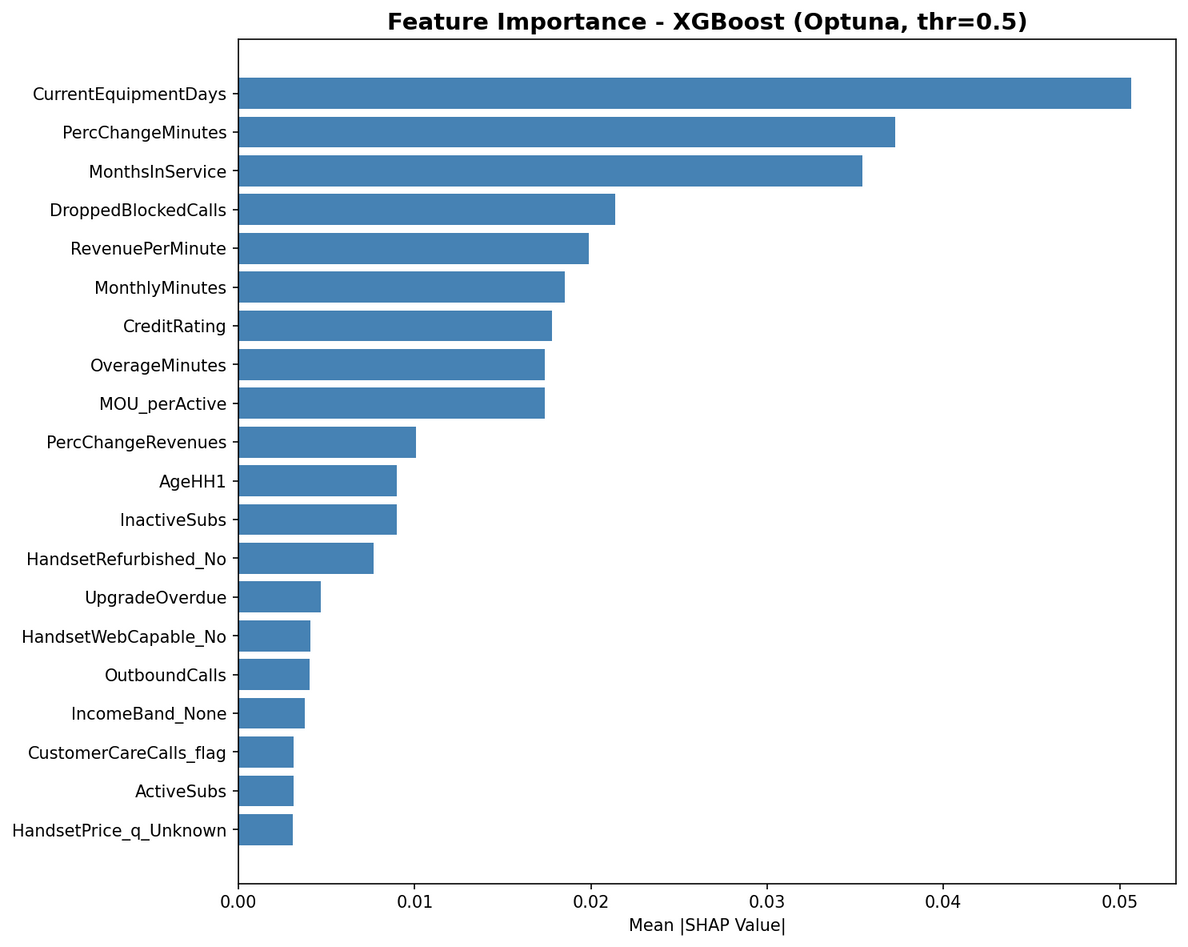 Feature Importance - XGBoost (Optuna, thr=0.5)
CurrentEquipmentDays
PercChangeMinutes
MonthsInService
DroppedBlockedCalls
RevenuePerMinute
MonthlyMinutes
CreditRating
OverageMinutes
MOU_perActive
PercChangeRevenues
AgeHH1
InactiveSubs
HandsetRefurbished_No
UpgradeOverdue
HandsetWebCapable_No
OutboundCalls
IncomeBand_None
CustomerCareCalls_flag
ActiveSubs
HandsetPrice_q_Unknown
0.00 0.01 0.02 0.03 0.04 0.05
Mean |SHAP Value|